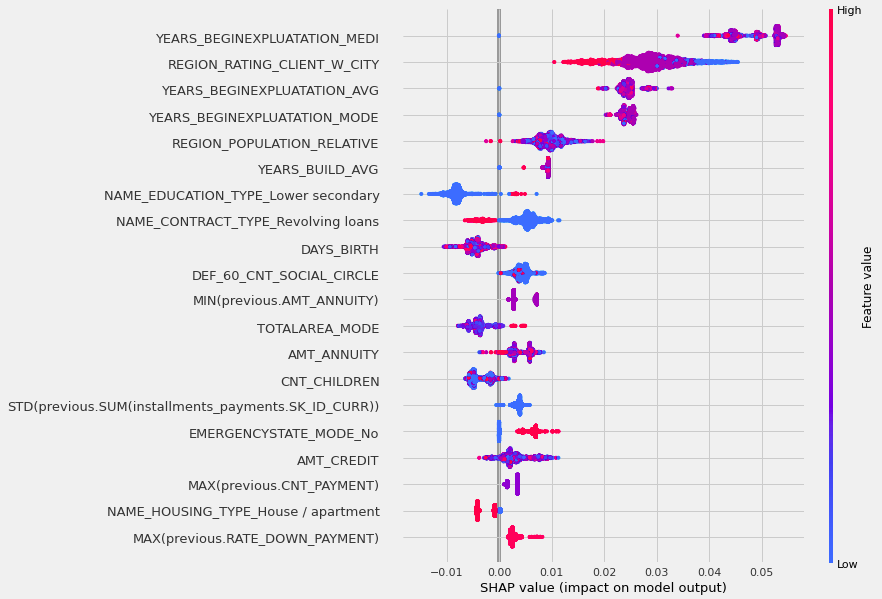 High
YEARS_BEGINEXPLUATATION_MEDI
REGION_RATING_CLIENT_W_CITY
YEARS_BEGINEXPLUATATION_AVG
YEARS_BEGINEXPLUATATION_MODE
REGION_POPULATION_RELATIVE
YEARS_BUILD_AVG
NAME_EDUCATION_TYPE_Lower secondary
NAME_CONTRACT_TYPE_Revolving loans
DAYS_BIRTH
DEF_60_CNT_SOCIAL_CIRCLE
MIN(previous.AMT_ANNUITY)
TOTALAREA_MODE
AMT_ANNUITY
CNT_CHILDREN
STD(previous.SUM(installments_payments.SK_ID_CURR))
EMERGENCYSTATE_MODE_No
AMT_CREDIT
MAX(previous.CNT_PAYMENT)
NAME_HOUSING_TYPE_House / apartment
MAX(previous.RATE_DOWN_PAYMENT)
Feature value
Low
−0.01 0.00 0.01 0.02 0.03 0.04 0.05
SHAP value (impact on model output)